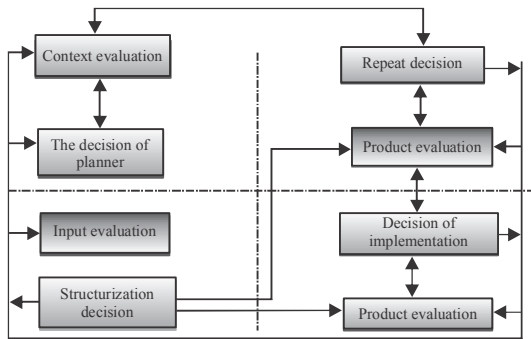 Context evaluation
Repeat decision
The decision of
planner
Product evaluation
Input evaluation
Decision of
implementation
Structurization
decision
Product evaluation